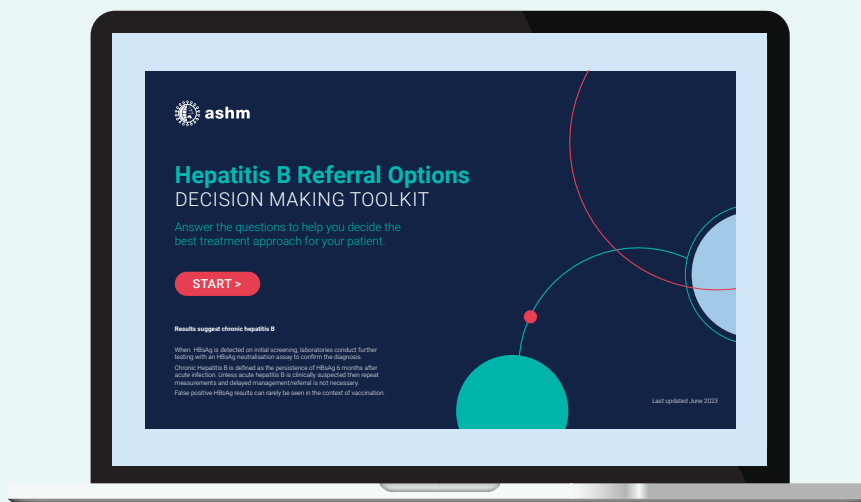 ashm
Hepatitis B Referral Options
DECISION MAKING TOOLKIT
Answer the questions to help you decide the
best treatment approach for your patient.
START >
Results suggest chronic hepatitis B
When HBsAg is detected on initial screening, laboratories conduct further
testing with an HBsAg neutralisation assay to confirm the diagnosis.
Chronic Hepatitis B is defined as the persistence of HBsAg 6 months after
acute infection. Unless acute hepatitis B is clinically suspected then repeat
measurements and delayed management/referral is not necessary.
False positive HBsAg results can rarely be seen in the context of vaccination.
Last updated June 2023